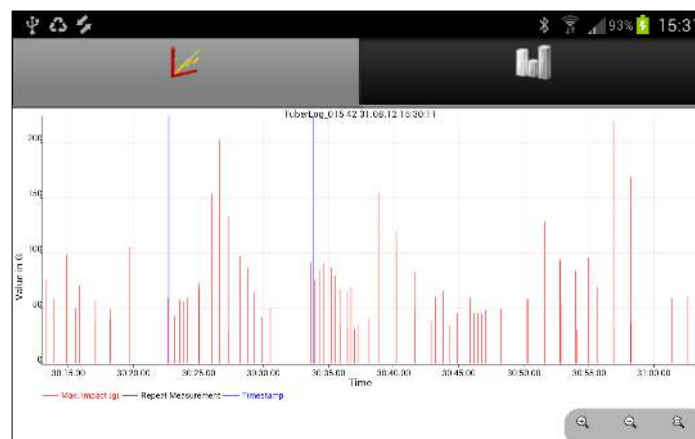 93% 15:31
TuberLog_015 42 31.08.12 15:30:11
200
150
100
50
0
Value in G
30:15.00 30:20.00 30:25.00 30:30.00 30:35.00 30:40.00 30:45.00 30:50.00 30:55.00 31:00.00
Time
Max. Impact (g) Repeat Measurement Timestamp